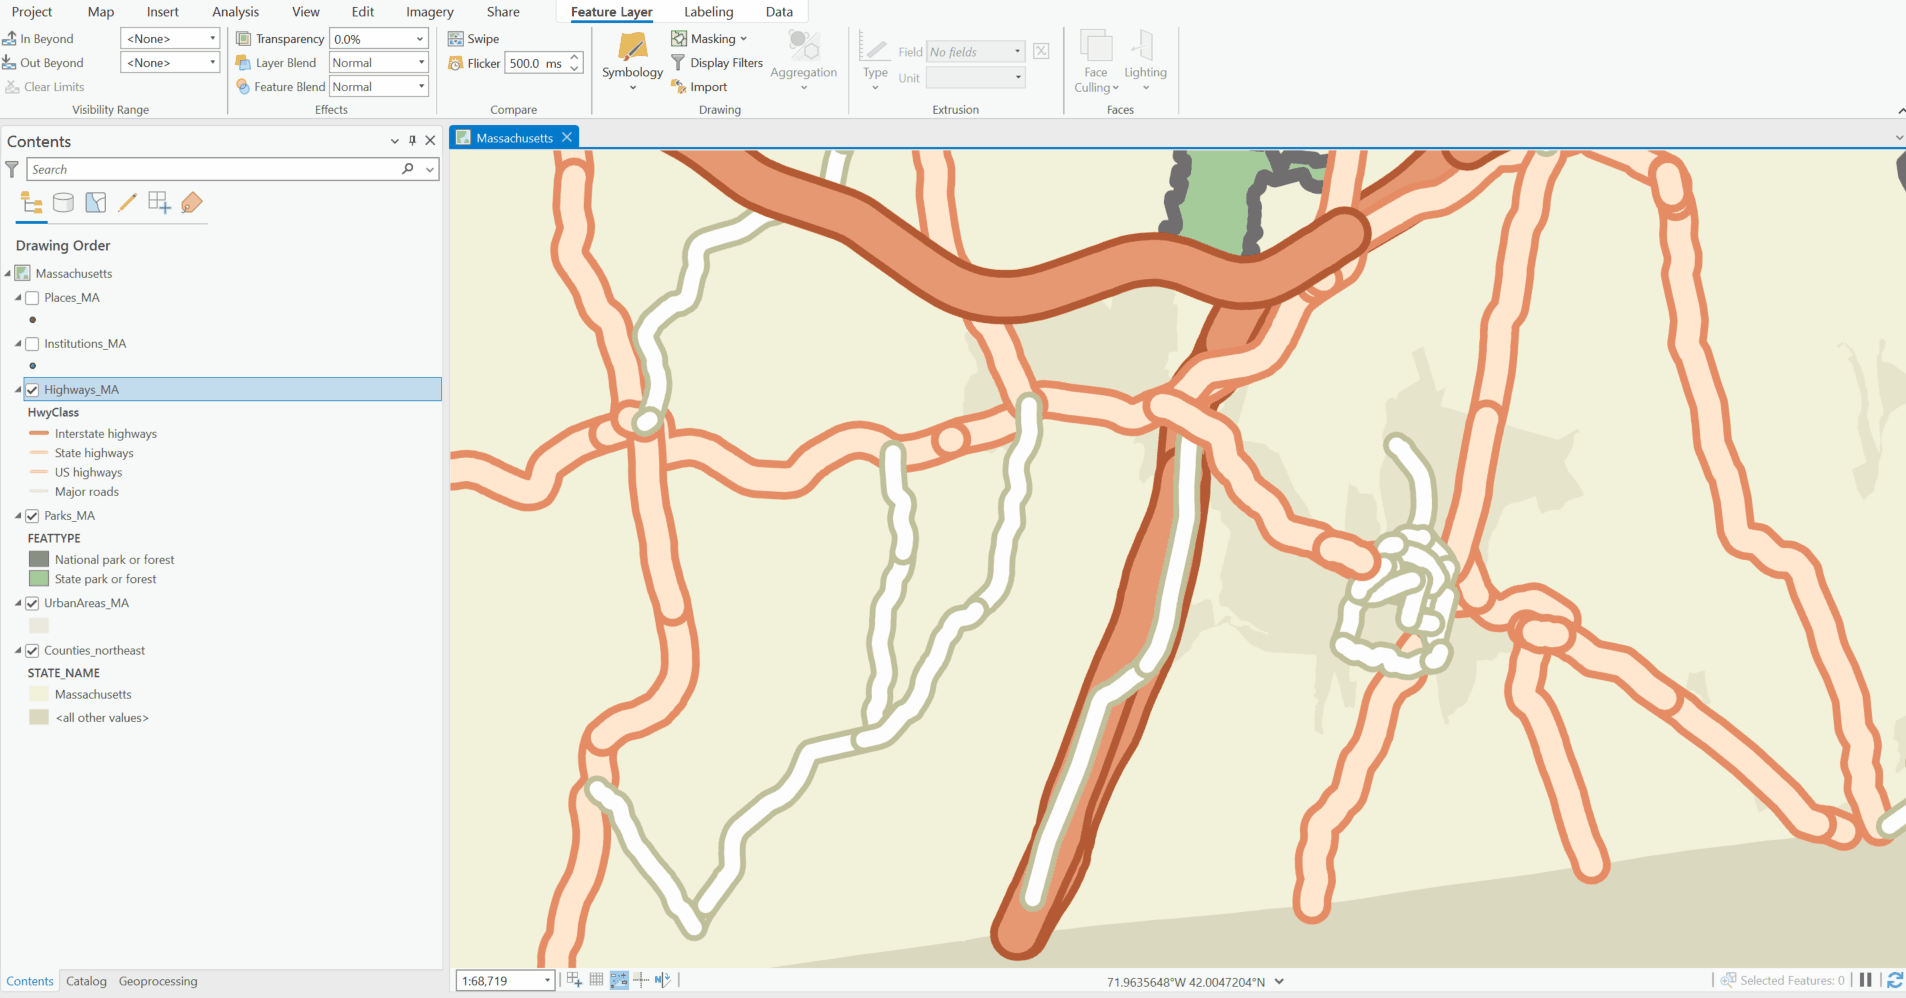 Project Map Insert Analysis View Edit Imagery Share Feature Layer Labeling Data
In Beyond <None>
Out Beyond <None>
Clear Limits
Visibility Range
Transparency 0.0%
Layer Blend Normal
Feature Blend Normal
Effects
Swipe
Flicker 500.0 ms
Compare
Symbology
Masking
Display Filters
Import
Aggregation
Drawing
Type
Field No fields
Unit
Extrusion
Face
Culling
Lighting
Faces
Contents
Search
Drawing Order
Massachusetts
Places_MA
Institutions_MA
Highways_MA
HwyClass
Interstate highways
State highways
US highways
Major roads
Parks_MA
FEATTYPE
National park or forest
State park or forest
UrbanAreas_MA
Counties_northeast
STATE_NAME
Massachusetts
<all other values>
Contents Catalog Geoprocessing
Massachusetts
1:68,719
N
71.9635648°W 42.0047204°N
Selected Features: 0